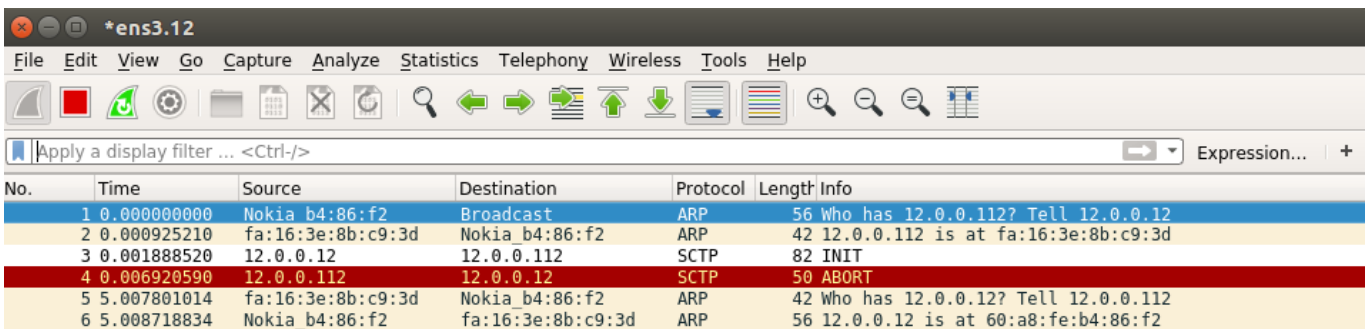 *ens3.12
File Edit View Go Capture Analyze Statistics Telephony Wireless Tools Help
Apply a display filter ... <Ctrl-/> Expression... +
No. Time Source Destination Protocol Length Info
1 0.000000000 Nokia_b4:86:f2 Broadcast ARP 56 Who has 12.0.0.112? Tell 12.0.0.12
2 0.000925210 fa:16:3e:8b:c9:3d Nokia_b4:86:f2 ARP 42 12.0.0.112 is at fa:16:3e:8b:c9:3d
3 0.001888520 12.0.0.12 12.0.0.112 SCTP 82 INIT
4 0.006920590 12.0.0.112 12.0.0.12 SCTP 50 ABORT
5 5.007801014 fa:16:3e:8b:c9:3d Nokia_b4:86:f2 ARP 42 Who has 12.0.0.12? Tell 12.0.0.112
6 5.008718834 Nokia_b4:86:f2 fa:16:3e:8b:c9:3d ARP 56 12.0.0.12 is at 60:a8:fe:b4:86:f2